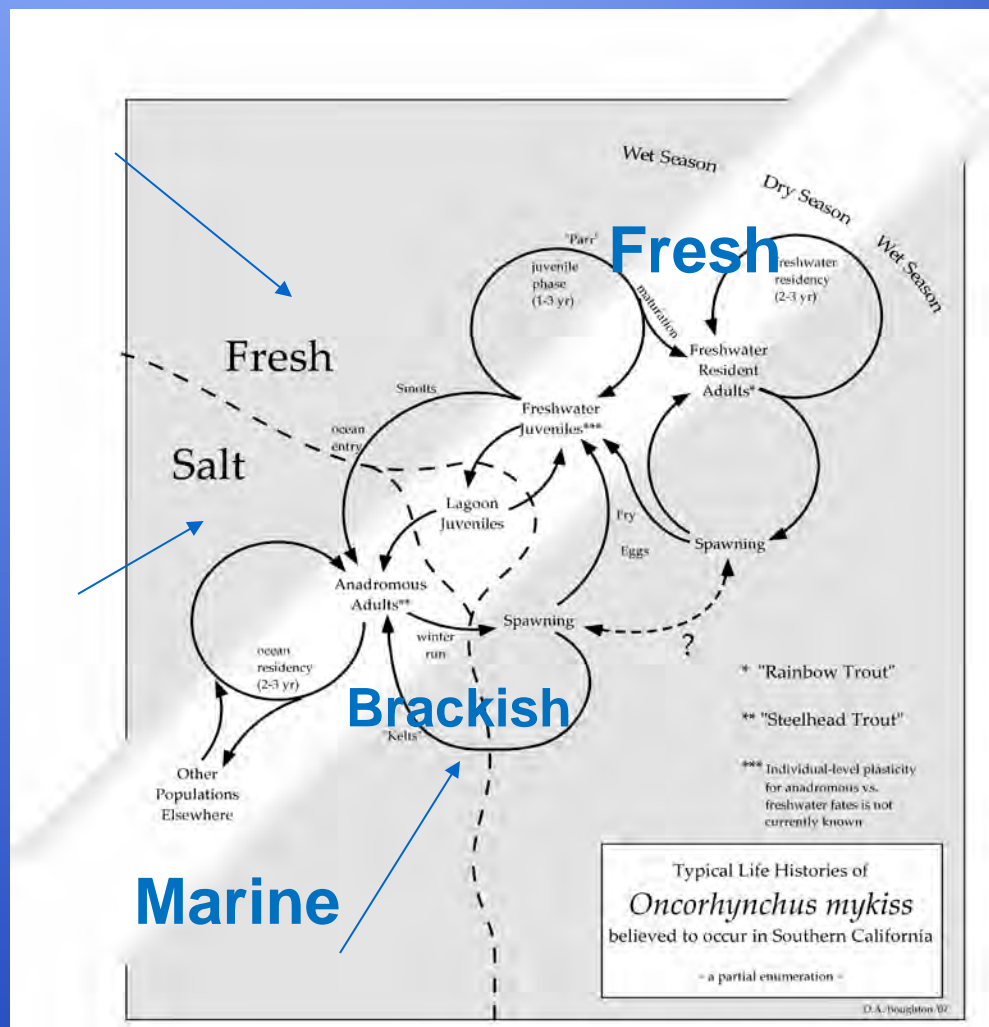 Wet Season
Dry Season
Wet Season
Fresh
"Parr"
juvenile
phase
(1-3 yr)
maturation
freshwater
residency
(2-3 yr)
Freshwater
Resident
Adults*
Fresh
Smolts
ocean
entry
Freshwater
Juveniles***
Salt
Lagoon
Juveniles
Fry
Eggs
Spawning
Anadromous
Adults**
winter
run
Spawning
?
ocean
residency
(2-3 yr)
Brackish
"Kelts"
Other
Populations
Elsewhere
* "Rainbow Trout"
** "Steelhead Trout"
*** Individual-level plasticity
for anadromous vs.
freshwater fates is not
currently known
Marine
Typical Life Histories of
Oncorhynchus mykiss
believed to occur in Southern California
- a partial enumeration -
D.A. Boughton '07